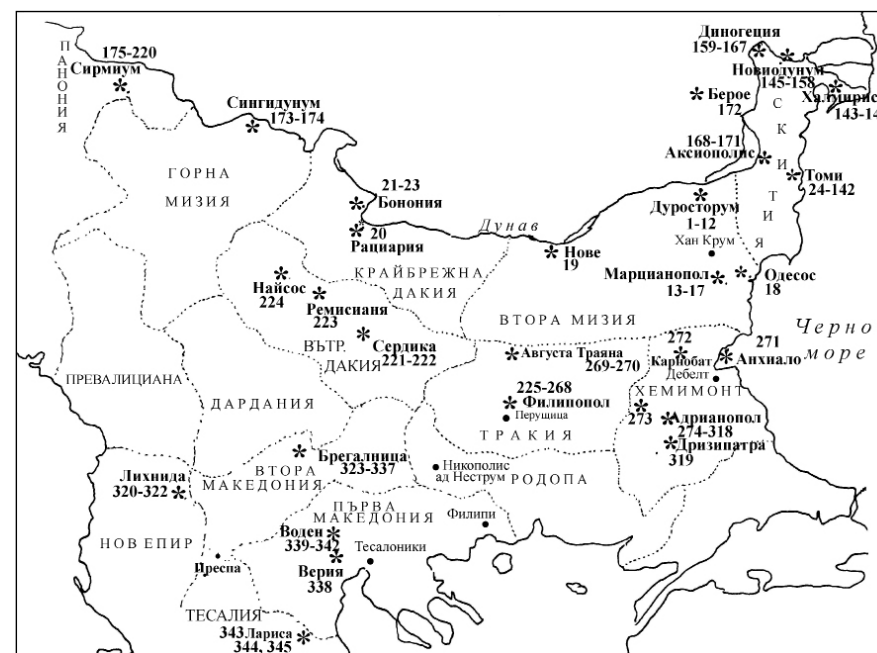 ПАНОНИЯ
175-220
Сирмиум
Сингидунум
173-174
Диногеция
159-167
Новиодунум
145-158
Халмирис
143-14
Берое
172
СКИТИЯ
168-171
Аксиополис
Томи
24-142
ГОРНА
МИЗИЯ
21-23
Бонония
20
Рациария
Дунав
Дуросторум
1-12
Хан Крум
Нове
19
Марцианопол
13-17
Одесос
18
Найсос
224
Ремисиана
223
КРАЙБРЕЖНА
ДАКИЯ
ВТОРА МИЗИЯ
Сердика
221-222
ВЪТР.
ДАКИЯ
Августа Траяна
269-270
272
Карнобат
Дебелт
271
Анхиало
Черно
море
ПРЕВАЛИЦИАНА
ДАРДАНИЯ
225-268
Филипопол
Перущица
ТРАКИЯ
ХЕМИМОНТ
273
Адрианопол
274-318
Дризипатра
319
Брегалница
323-337
ВТОРА
МАКЕДОНИЯ
Лихнида
320-322
Никополис
ад Неструм
РОДОПА
ПЪРВА
МАКЕДОНИЯ
Филипи
НОВ ЕПИР
Преспа
Воден
339-342
Верия
338
Тесалоники
ТЕСАЛИЯ
343 Лариса
344, 345